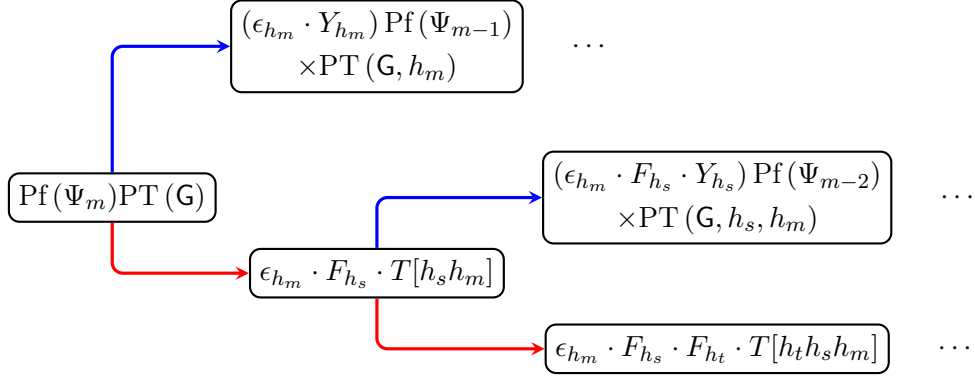 (ϵ_{h_m} · Y_{h_m}) Pf(Ψ_{m−1})
×PT(G, h_m)
···
Pf(Ψ_m)PT(G)
(ϵ_{h_m} · F_{h_s} · Y_{h_s}) Pf(Ψ_{m−2})
×PT(G, h_s, h_m)
···
ϵ_{h_m} · F_{h_s} · T[h_s h_m]
ϵ_{h_m} · F_{h_s} · F_{h_t} · T[h_t h_s h_m]
···